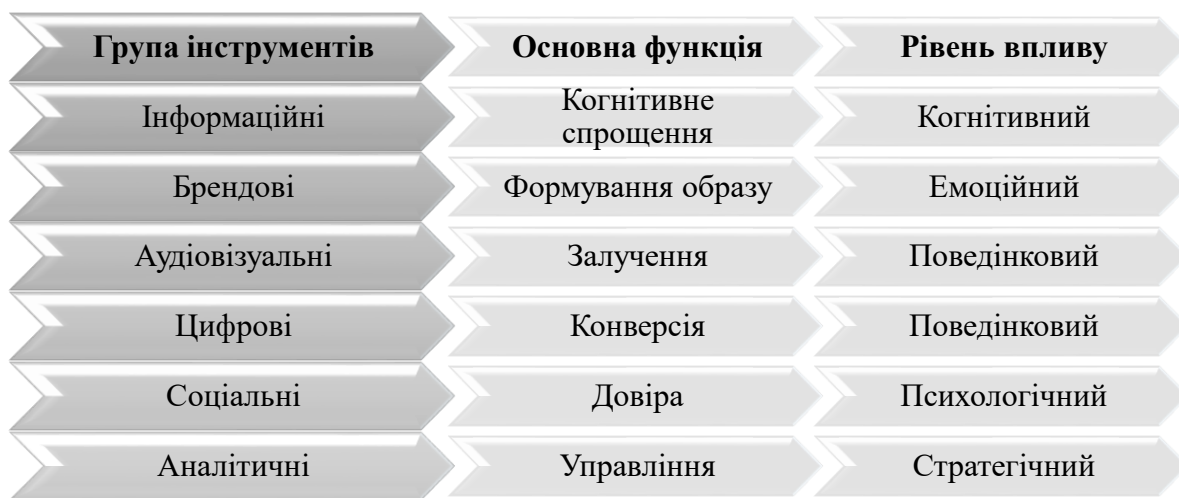 Група інструментів Основна функція Рівень впливу
Інформаційні Когнітивне
спрощення Когнітивний
Брендові Формування образу Емоційний
Аудіовізуальні Залучення Поведінковий
Цифрові Конверсія Поведінковий
Соціальні Довіра Психологічний
Аналітичні Управління Стратегічний